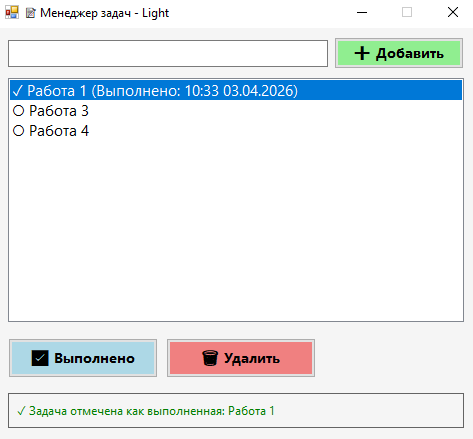 📝 Менеджер задач - Light
➕ Добавить
✓ Работа 1 (Выполнено: 10:33 03.04.2026)
○ Работа 3
○ Работа 4
✅ Выполнено
🗑 Удалить
✓ Задача отмечена как выполненная: Работа 1